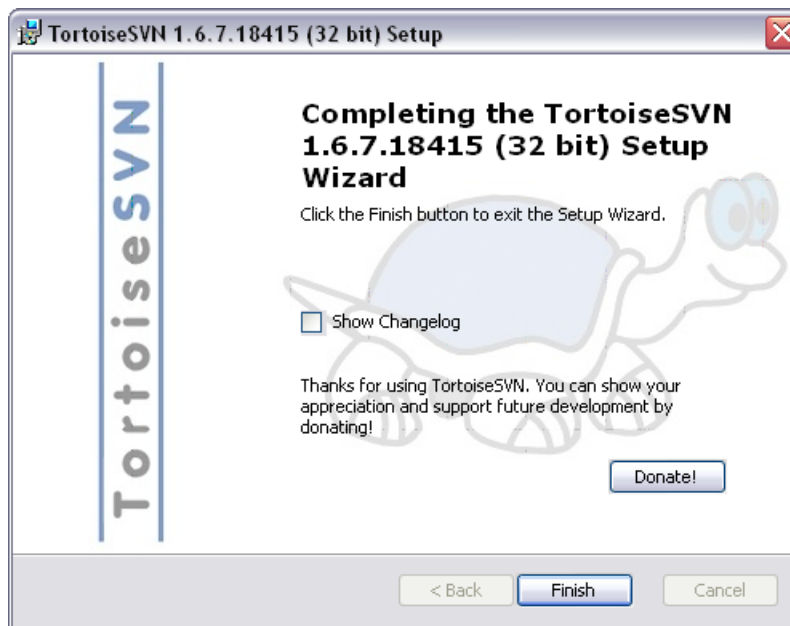 TortoiseSVN 1.6.7.18415 (32 bit) Setup
TortoiseSVN
Completing the TortoiseSVN
1.6.7.18415 (32 bit) Setup
Wizard
Click the Finish button to exit the Setup Wizard.
Show Changelog
Thanks for using TortoiseSVN. You can show your
appreciation and support future development by
donating!
Donate!
< Back
Finish
Cancel